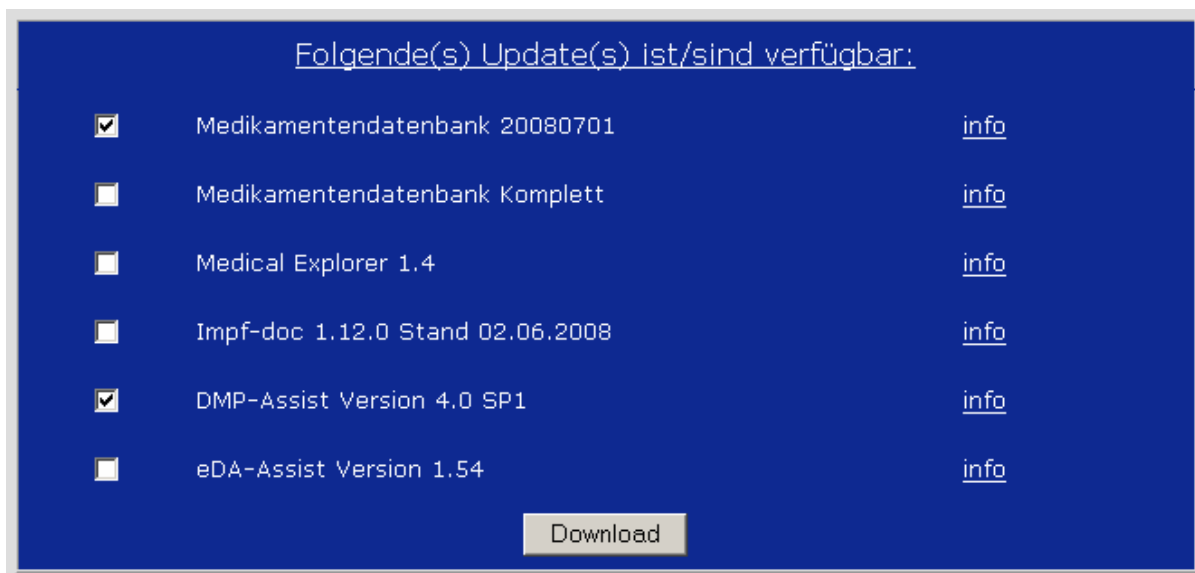 Folgende(s) Update(s) ist/sind verfügbar:
Medikamentendatenbank 20080701 info
Medikamentendatenbank Komplett info
Medical Explorer 1.4 info
Impf-doc 1.12.0 Stand 02.06.2008 info
DMP-Assist Version 4.0 SP1 info
eDA-Assist Version 1.54 info
Download